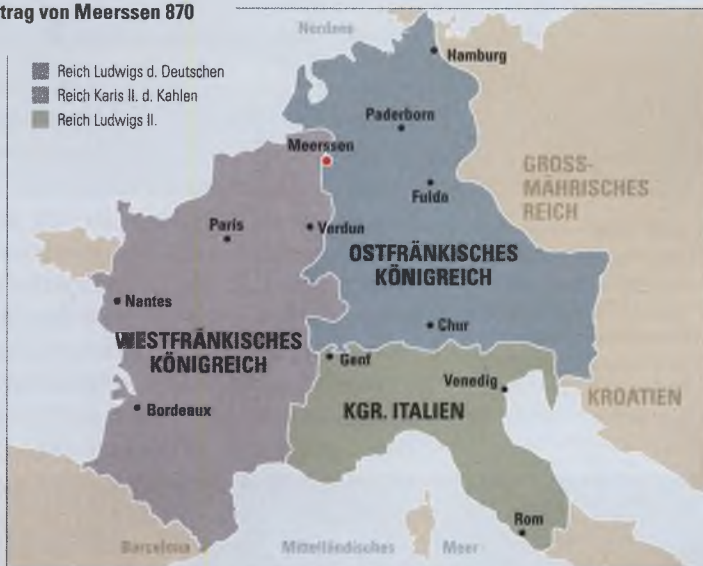 trag von Meerssen 870
Reich Ludwigs d. Deutschen
Reich Karls II. d. Kahlen
Reich Ludwigs II.
Nordsee
Hamburg
Paderborn
Meerssen
GROSS-
MÄHRISCHES
REICH
Fulda
Paris
Verdun
OSTFRÄNKISCHES
KÖNIGREICH
Nantes
Chur
WESTFRÄNKISCHES
KÖNIGREICH
Genf
Venedig
KROATIEN
Bordeaux
KGR. ITALIEN
Rom
Barcelona
Mittelländisches
Meer